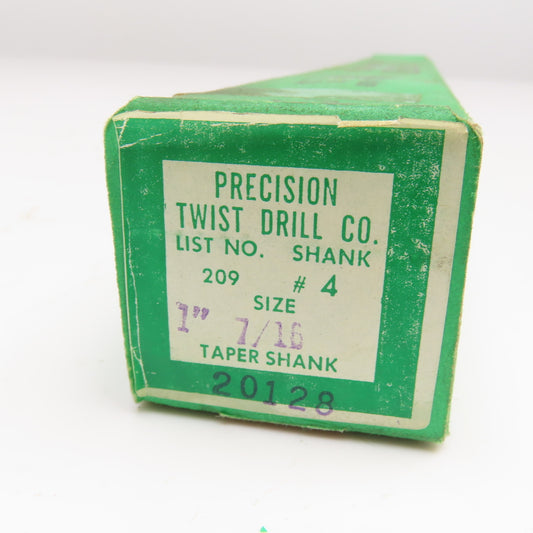 PRECISION
TWIST DRILL CO.
LIST NO. SHANK
209 # 4
SIZE
1" 7/16
TAPER SHANK
20128